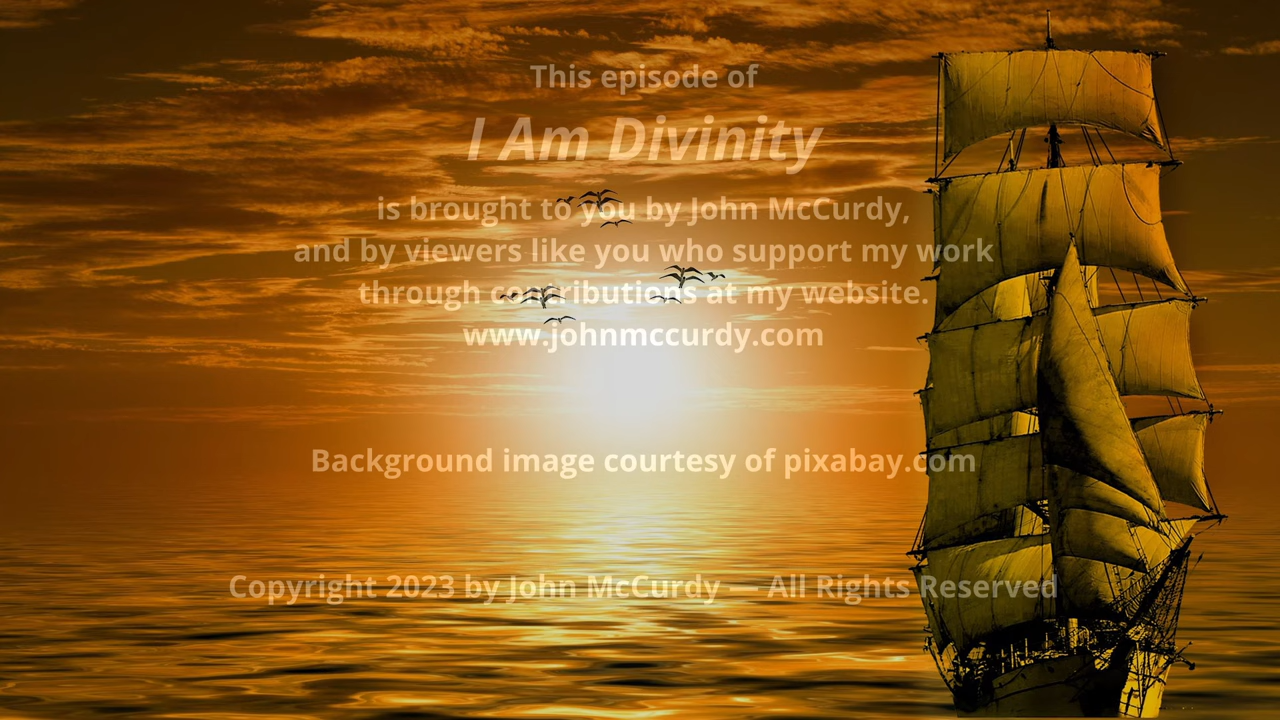 This episode of
I Am Divinity
is brought to you by John McCurdy,
and by viewers like you who support my work
through contributions at my website.
www.johnmccurdy.com
Background image courtesy of pixabay.com
Copyright 2023 by John McCurdy — All Rights Reserved